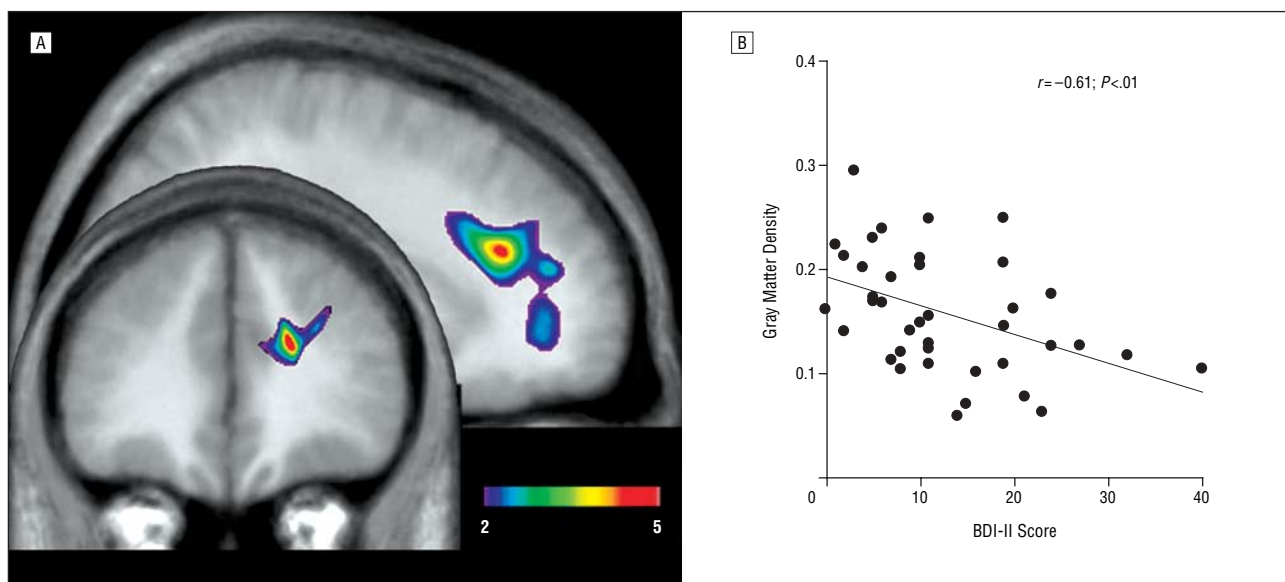 A
2 5
B
r=−0.61; P<.01
0.4
0.3
0.2
0.1
0 10 20 30 40
Gray Matter Density
BDI-II Score